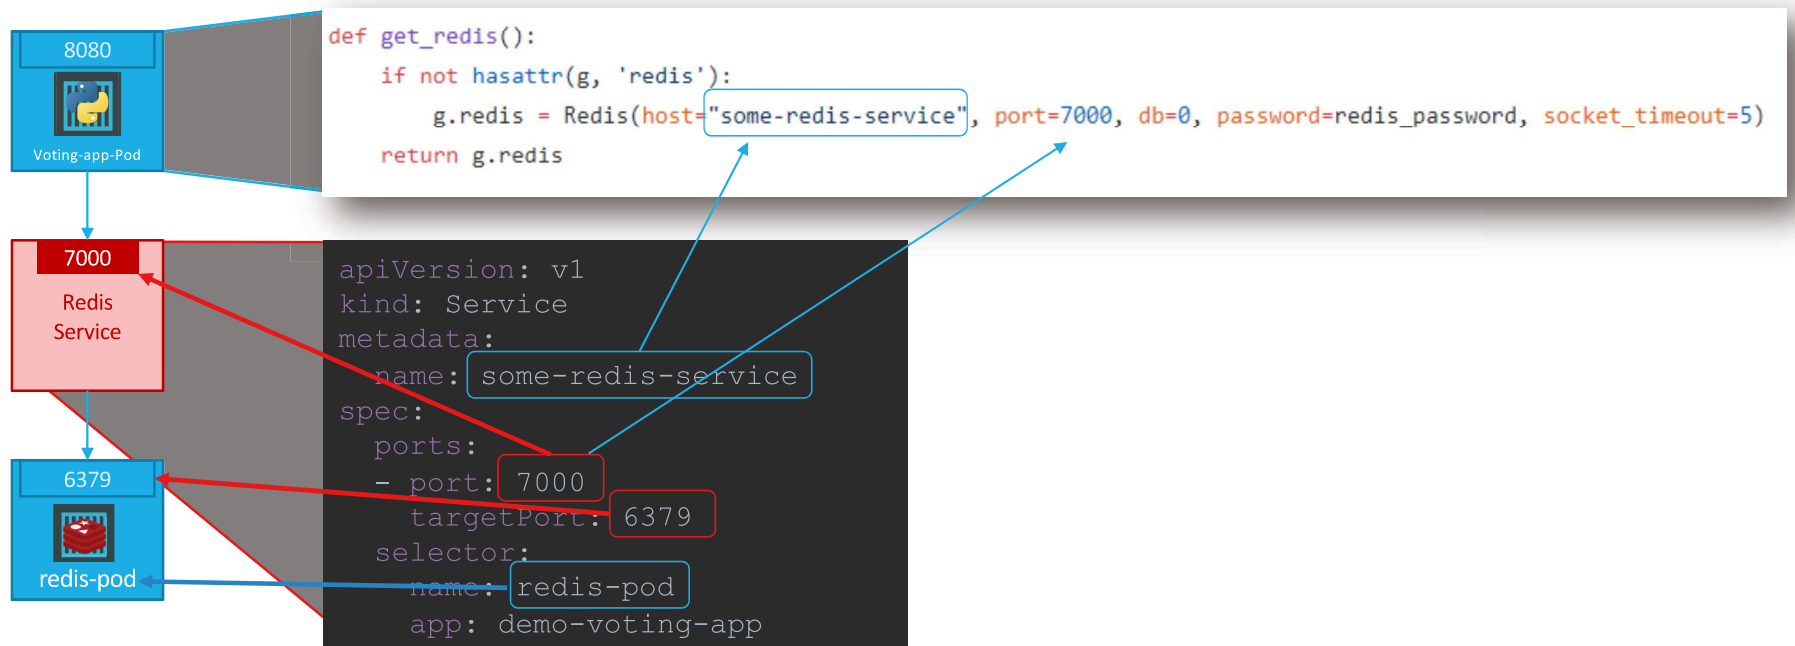 8080
Voting-app-Pod
def get_redis():
    if not hasattr(g, 'redis'):
        g.redis = Redis(host="some-redis-service", port=7000, db=0, password=redis_password, socket_timeout=5)
    return g.redis
7000
Redis
Service
6379
redis-pod
apiVersion: v1
kind: Service
metadata:
  name: some-redis-service
spec:
  ports:
  - port: 7000
    targetPort: 6379
  selector:
    name: redis-pod
    app: demo-voting-app